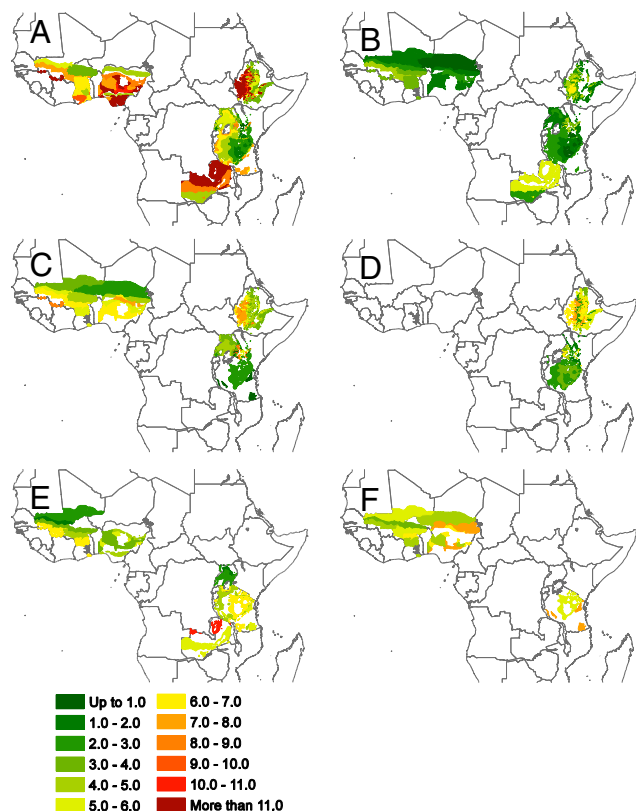 A
B
C
D
E
F
Up to 1.0
1.0 - 2.0
2.0 - 3.0
3.0 - 4.0
4.0 - 5.0
5.0 - 6.0
6.0 - 7.0
7.0 - 8.0
8.0 - 9.0
9.0 - 10.0
10.0 - 11.0
More than 11.0